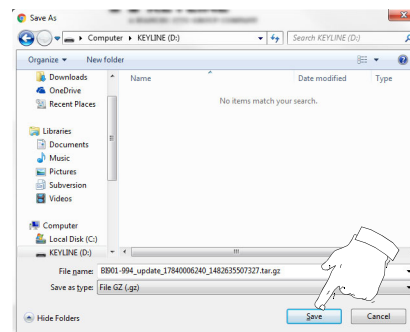 Save As
Computer ▸ KEYLINE (D:)
Search KEYLINE (D:)
Organize
New folder
Name
Date modified
Type
No items match your search.
Downloads
OneDrive
Recent Places
Libraries
Documents
Music
Pictures
Subversion
Videos
Computer
Local Disk (C:)
KEYLINE (D:)
File name: BI901-994_update_17840006240_1482635507327.tar.gz
Save as type: File GZ (.gz)
Hide Folders
Save
Cancel